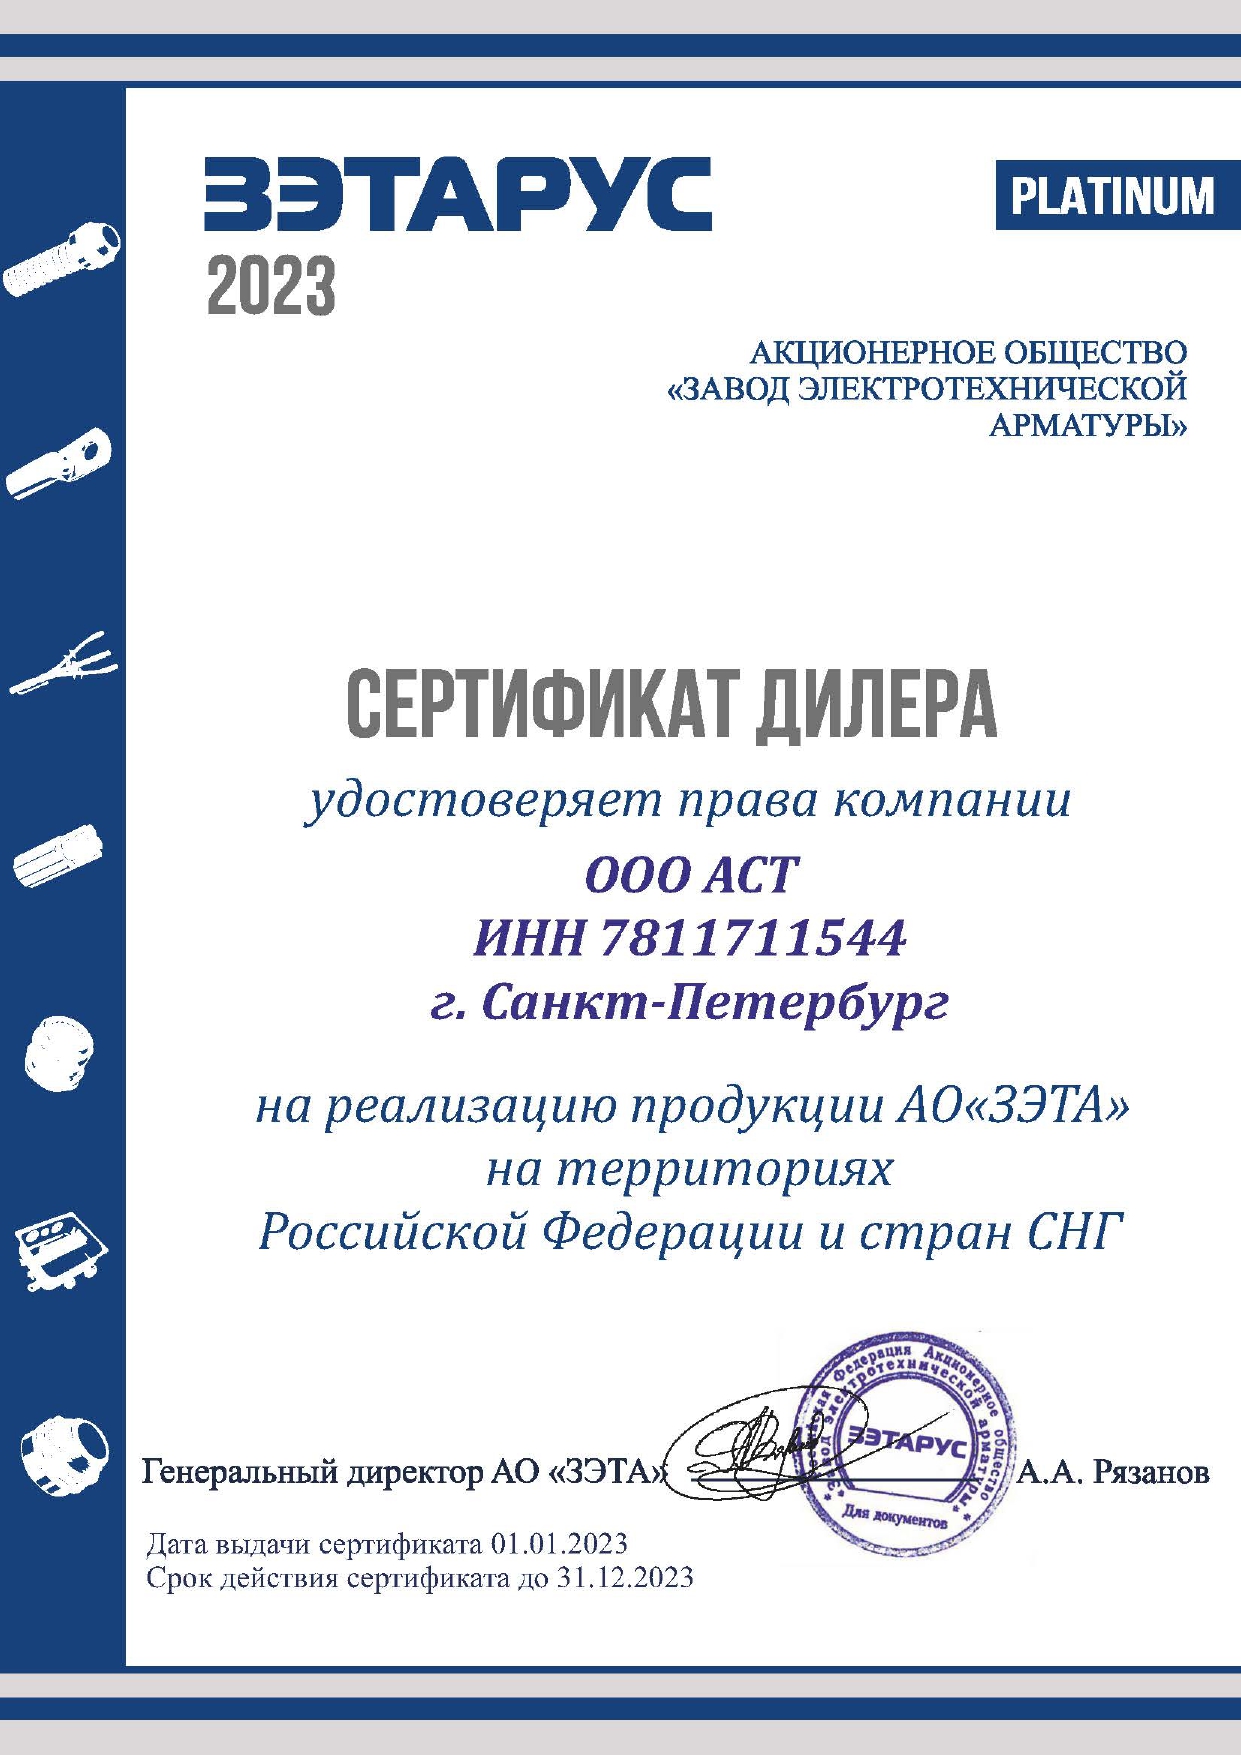 ЗЭТАРУС
PLATINUM
2023
АКЦИОНЕРНОЕ ОБЩЕСТВО
«ЗАВОД ЭЛЕКТРОТЕХНИЧЕСКОЙ
АРМАТУРЫ»
СЕРТИФИКАТ ДИЛЕРА
удостоверяет права компании
ООО АСТ
ИНН 7811711544
г. Санкт-Петербург
на реализацию продукции АО«ЗЭТА»
на территориях
Российской Федерации и стран СНГ
Федерация Акционерное общество
электротехнической арматуры*
ЗЭТАРУС
Для документов
Генеральный директор АО «ЗЭТА» А.А. Рязанов
Дата выдачи сертификата 01.01.2023
Срок действия сертификата до 31.12.2023